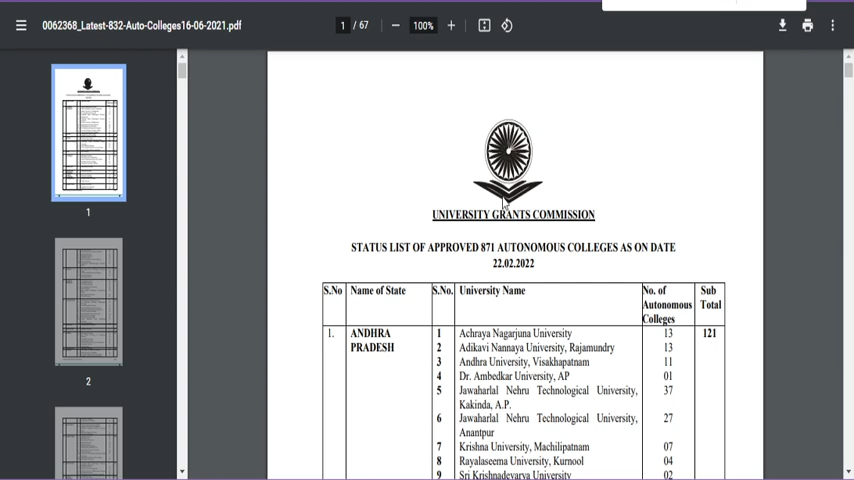 0062368_Latest-832-Auto-Colleges16-06-2021.pdf
1 / 67
100%
1
2
UNIVERSITY GRANTS COMMISSION
STATUS LIST OF APPROVED 871 AUTONOMOUS COLLEGES AS ON DATE
22.02.2022
S.No Name of State S.No. University Name No. of Autonomous Colleges Sub Total
1. ANDHRA PRADESH 1 Achraya Nagarjuna University 13 121
2 Adikavi Nannaya University, Rajamundry 13
3 Andhra University, Visakhapatnam 11
4 Dr. Ambedkar University, AP 01
5 Jawaharlal Nehru Technological University, 37
Kakinda, A.P.
6 Jawaharlal Nehru Technological University, 27
Anantpur
7 Krishna University, Machilipatnam 07
8 Rayalaseema University, Kurnool 04
9 Sri Krishnadevarya University 02